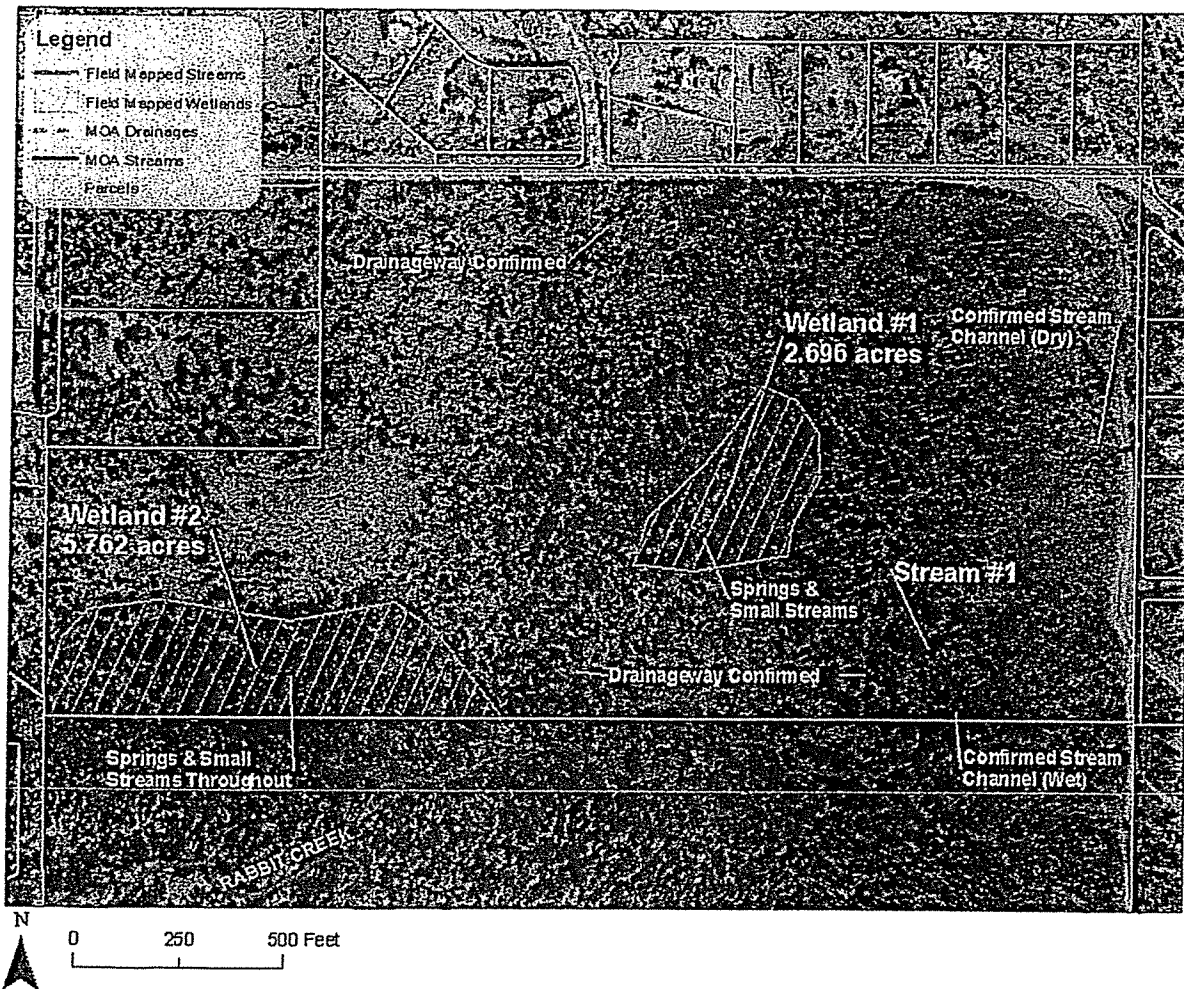 Legend
Field Mapped Streams
Field Mapped Wetlands
MOA Drainages
MOA Streams
Parcels
Drainageway Confirmed
Wetland #1
2.696 acres
Confirmed Stream
Channel (Dry)
Wetland #2
5.762 acres
Springs &
Small Streams
Stream #1
Drainageway Confirmed
Springs & Small
Streams Throughout
Confirmed Stream
Channel (Wet)
RABBIT CREEK
N
0 250 500 Feet